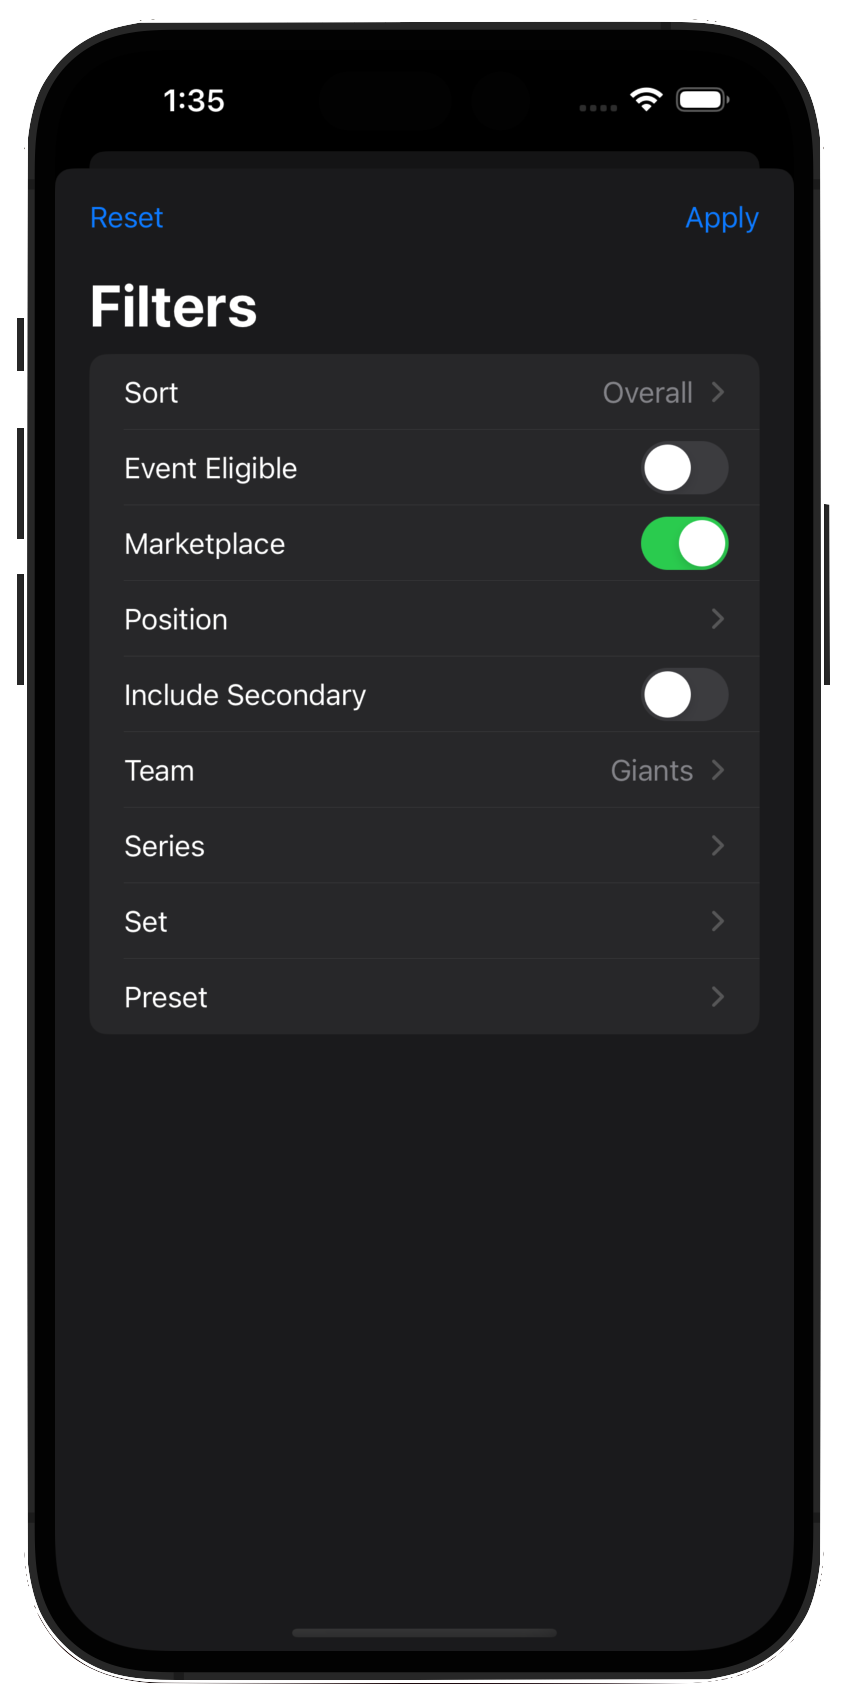 1:35
Reset Apply
Filters
Sort Overall
Event Eligible
Marketplace
Position
Include Secondary
Team Giants
Series
Set
Preset